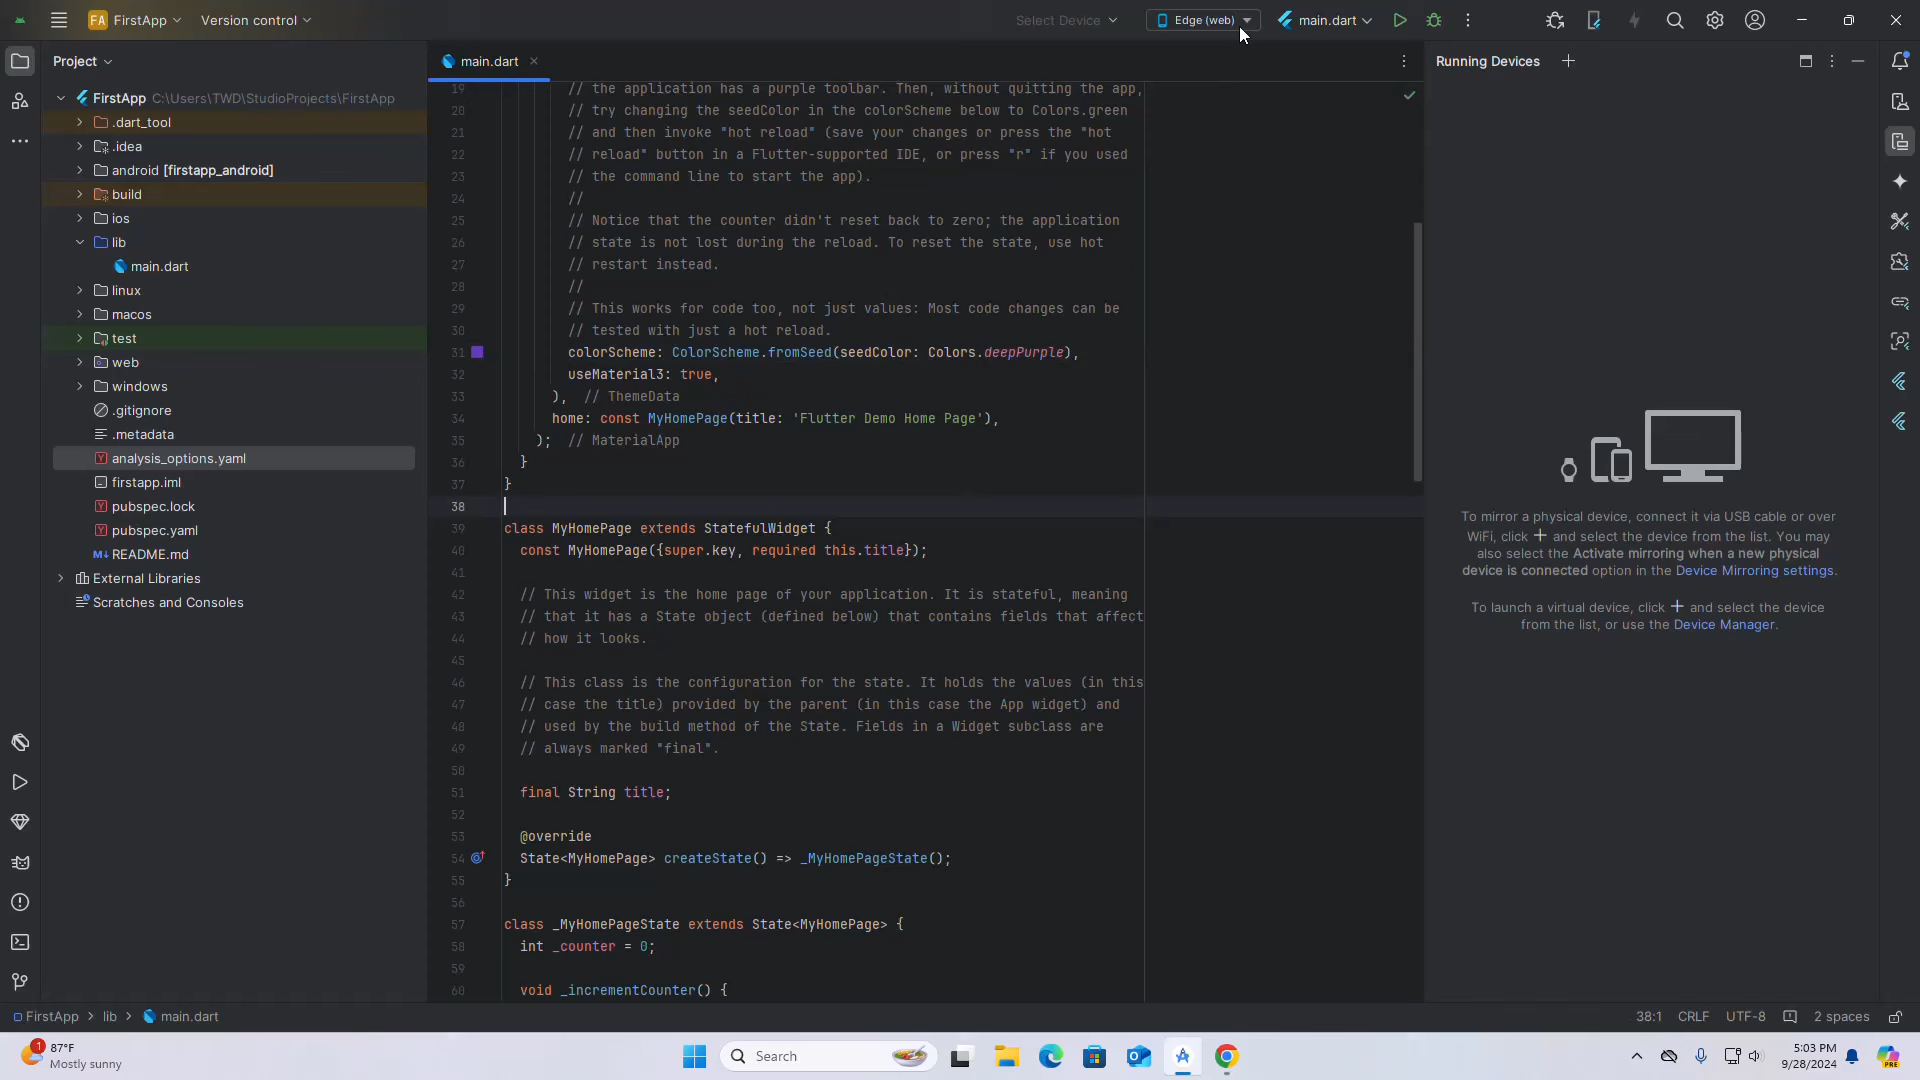 FA FirstApp Version control Select Device Edge (web) main.dart
Project
FirstApp C:\Users\TWD\StudioProjects\FirstApp
.dart_tool
.idea
android [firstapp_android]
build
ios
lib
main.dart
linux
macos
test
web
windows
.gitignore
.metadata
analysis_options.yaml
firstapp.iml
pubspec.lock
pubspec.yaml
README.md
External Libraries
Scratches and Consoles
main.dart
19 // the application has a purple toolbar. Then, without quitting the app,
20 // try changing the seedColor in the colorScheme below to Colors.green
21 // and then invoke "hot reload" (save your changes or press the "hot
22 // reload" button in a Flutter-supported IDE, or press "r" if you used
23 // the command line to start the app).
24 //
25 // Notice that the counter didn't reset back to zero; the application
26 // state is not lost during the reload. To reset the state, use hot
27 // restart instead.
28 //
29 // This works for code too, not just values: Most code changes can be
30 // tested with just a hot reload.
31 colorScheme: ColorScheme.fromSeed(seedColor: Colors.deepPurple),
32 useMaterial3: true,
33 ), // ThemeData
34 home: const MyHomePage(title: 'Flutter Demo Home Page'),
35 ); // MaterialApp
36 }
37 }
38
39 class MyHomePage extends StatefulWidget {
40 const MyHomePage({super.key, required this.title});
41
42 // This widget is the home page of your application. It is stateful, meaning
43 // that it has a State object (defined below) that contains fields that affect
44 // how it looks.
45
46 // This class is the configuration for the state. It holds the values (in this
47 // case the title) provided by the parent (in this case the App widget) and
48 // used by the build method of the State. Fields in a Widget subclass are
49 // always marked "final".
50
51 final String title;
52
53 @override
54 State<MyHomePage> createState() => _MyHomePageState();
55 }
56
57 class _MyHomePageState extends State<MyHomePage> {
58 int _counter = 0;
59
60 void _incrementCounter() {
Running Devices
To mirror a physical device, connect it via USB cable or over
WiFi, click + and select the device from the list. You may
also select the Activate mirroring when a new physical
device is connected option in the Device Mirroring settings.
To launch a virtual device, click + and select the device
from the list, or use the Device Manager.
FirstApp > lib > main.dart 38:1 CRLF UTF-8 2 spaces
1 87°F
Mostly sunny
Search
5:03 PM
9/28/2024
PRE